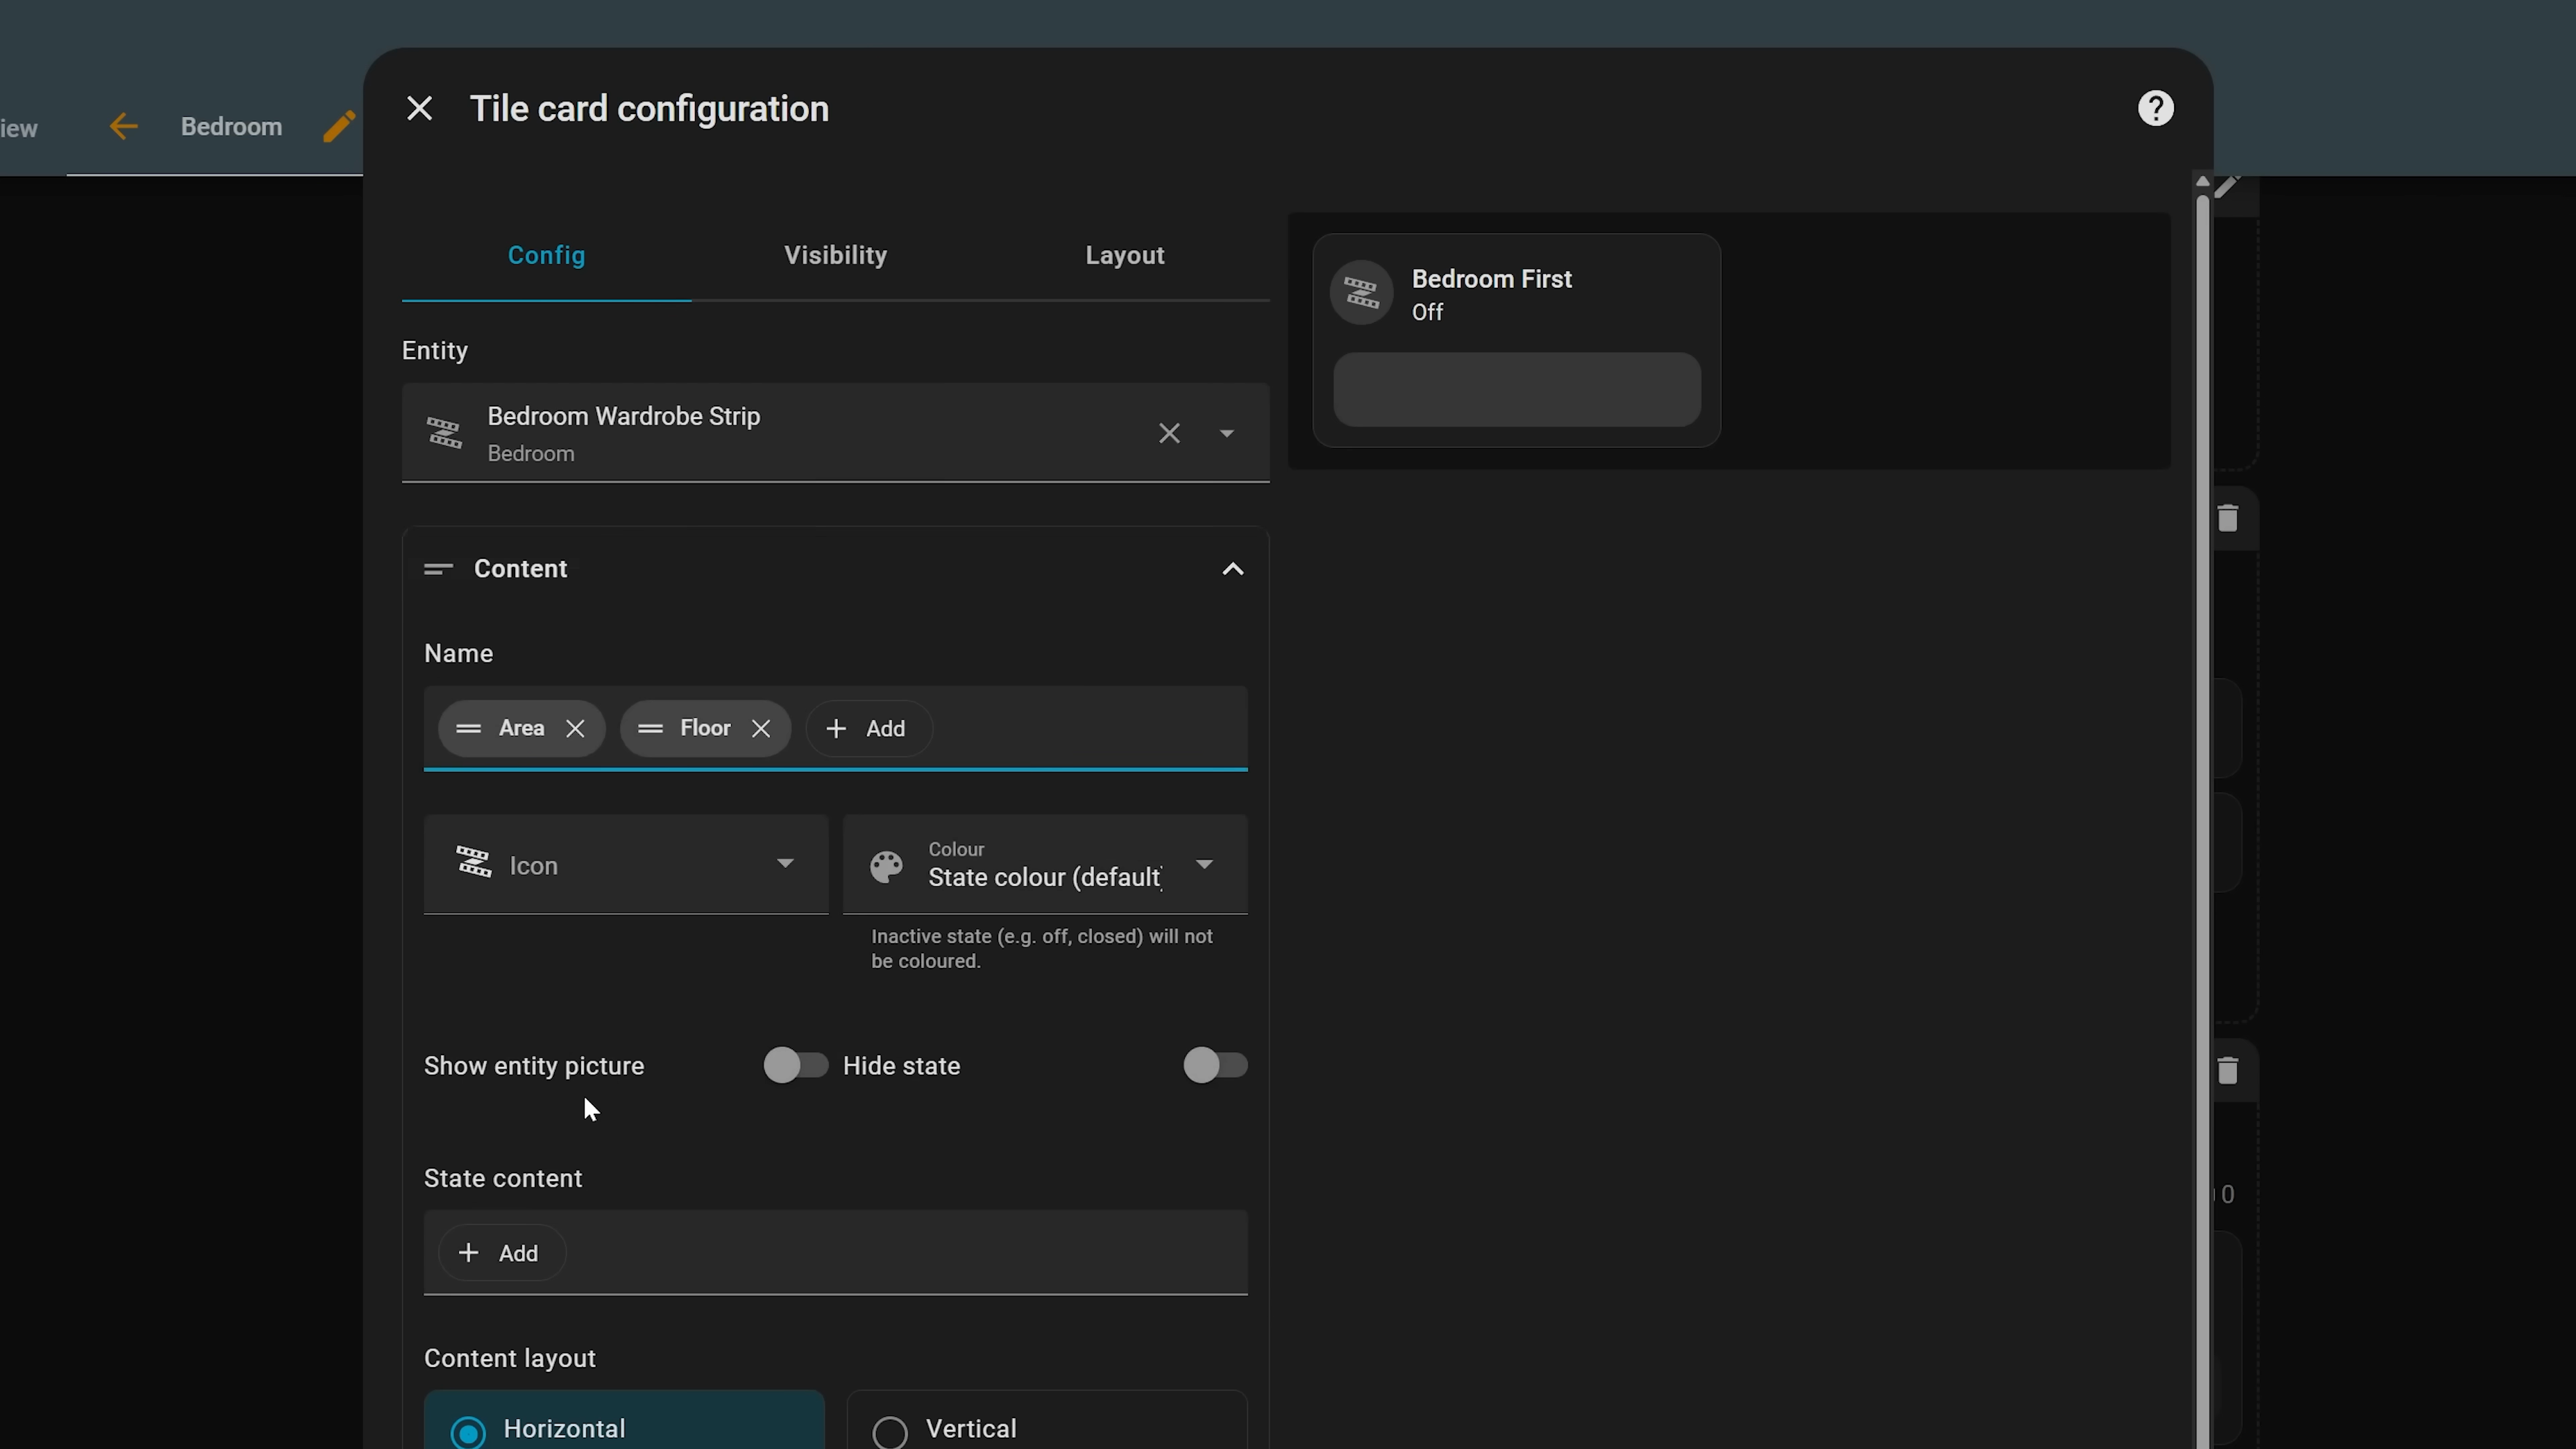 iew
Bedroom
Tile card configuration
Config
Visibility
Layout
Entity
Bedroom Wardrobe Strip
Bedroom
Bedroom First
Off
Content
Name
Area
Floor
+ Add
Icon
Colour
State colour (default)
Inactive state (e.g. off, closed) will not
be coloured.
Show entity picture
Hide state
State content
+ Add
Content layout
Horizontal
Vertical
0